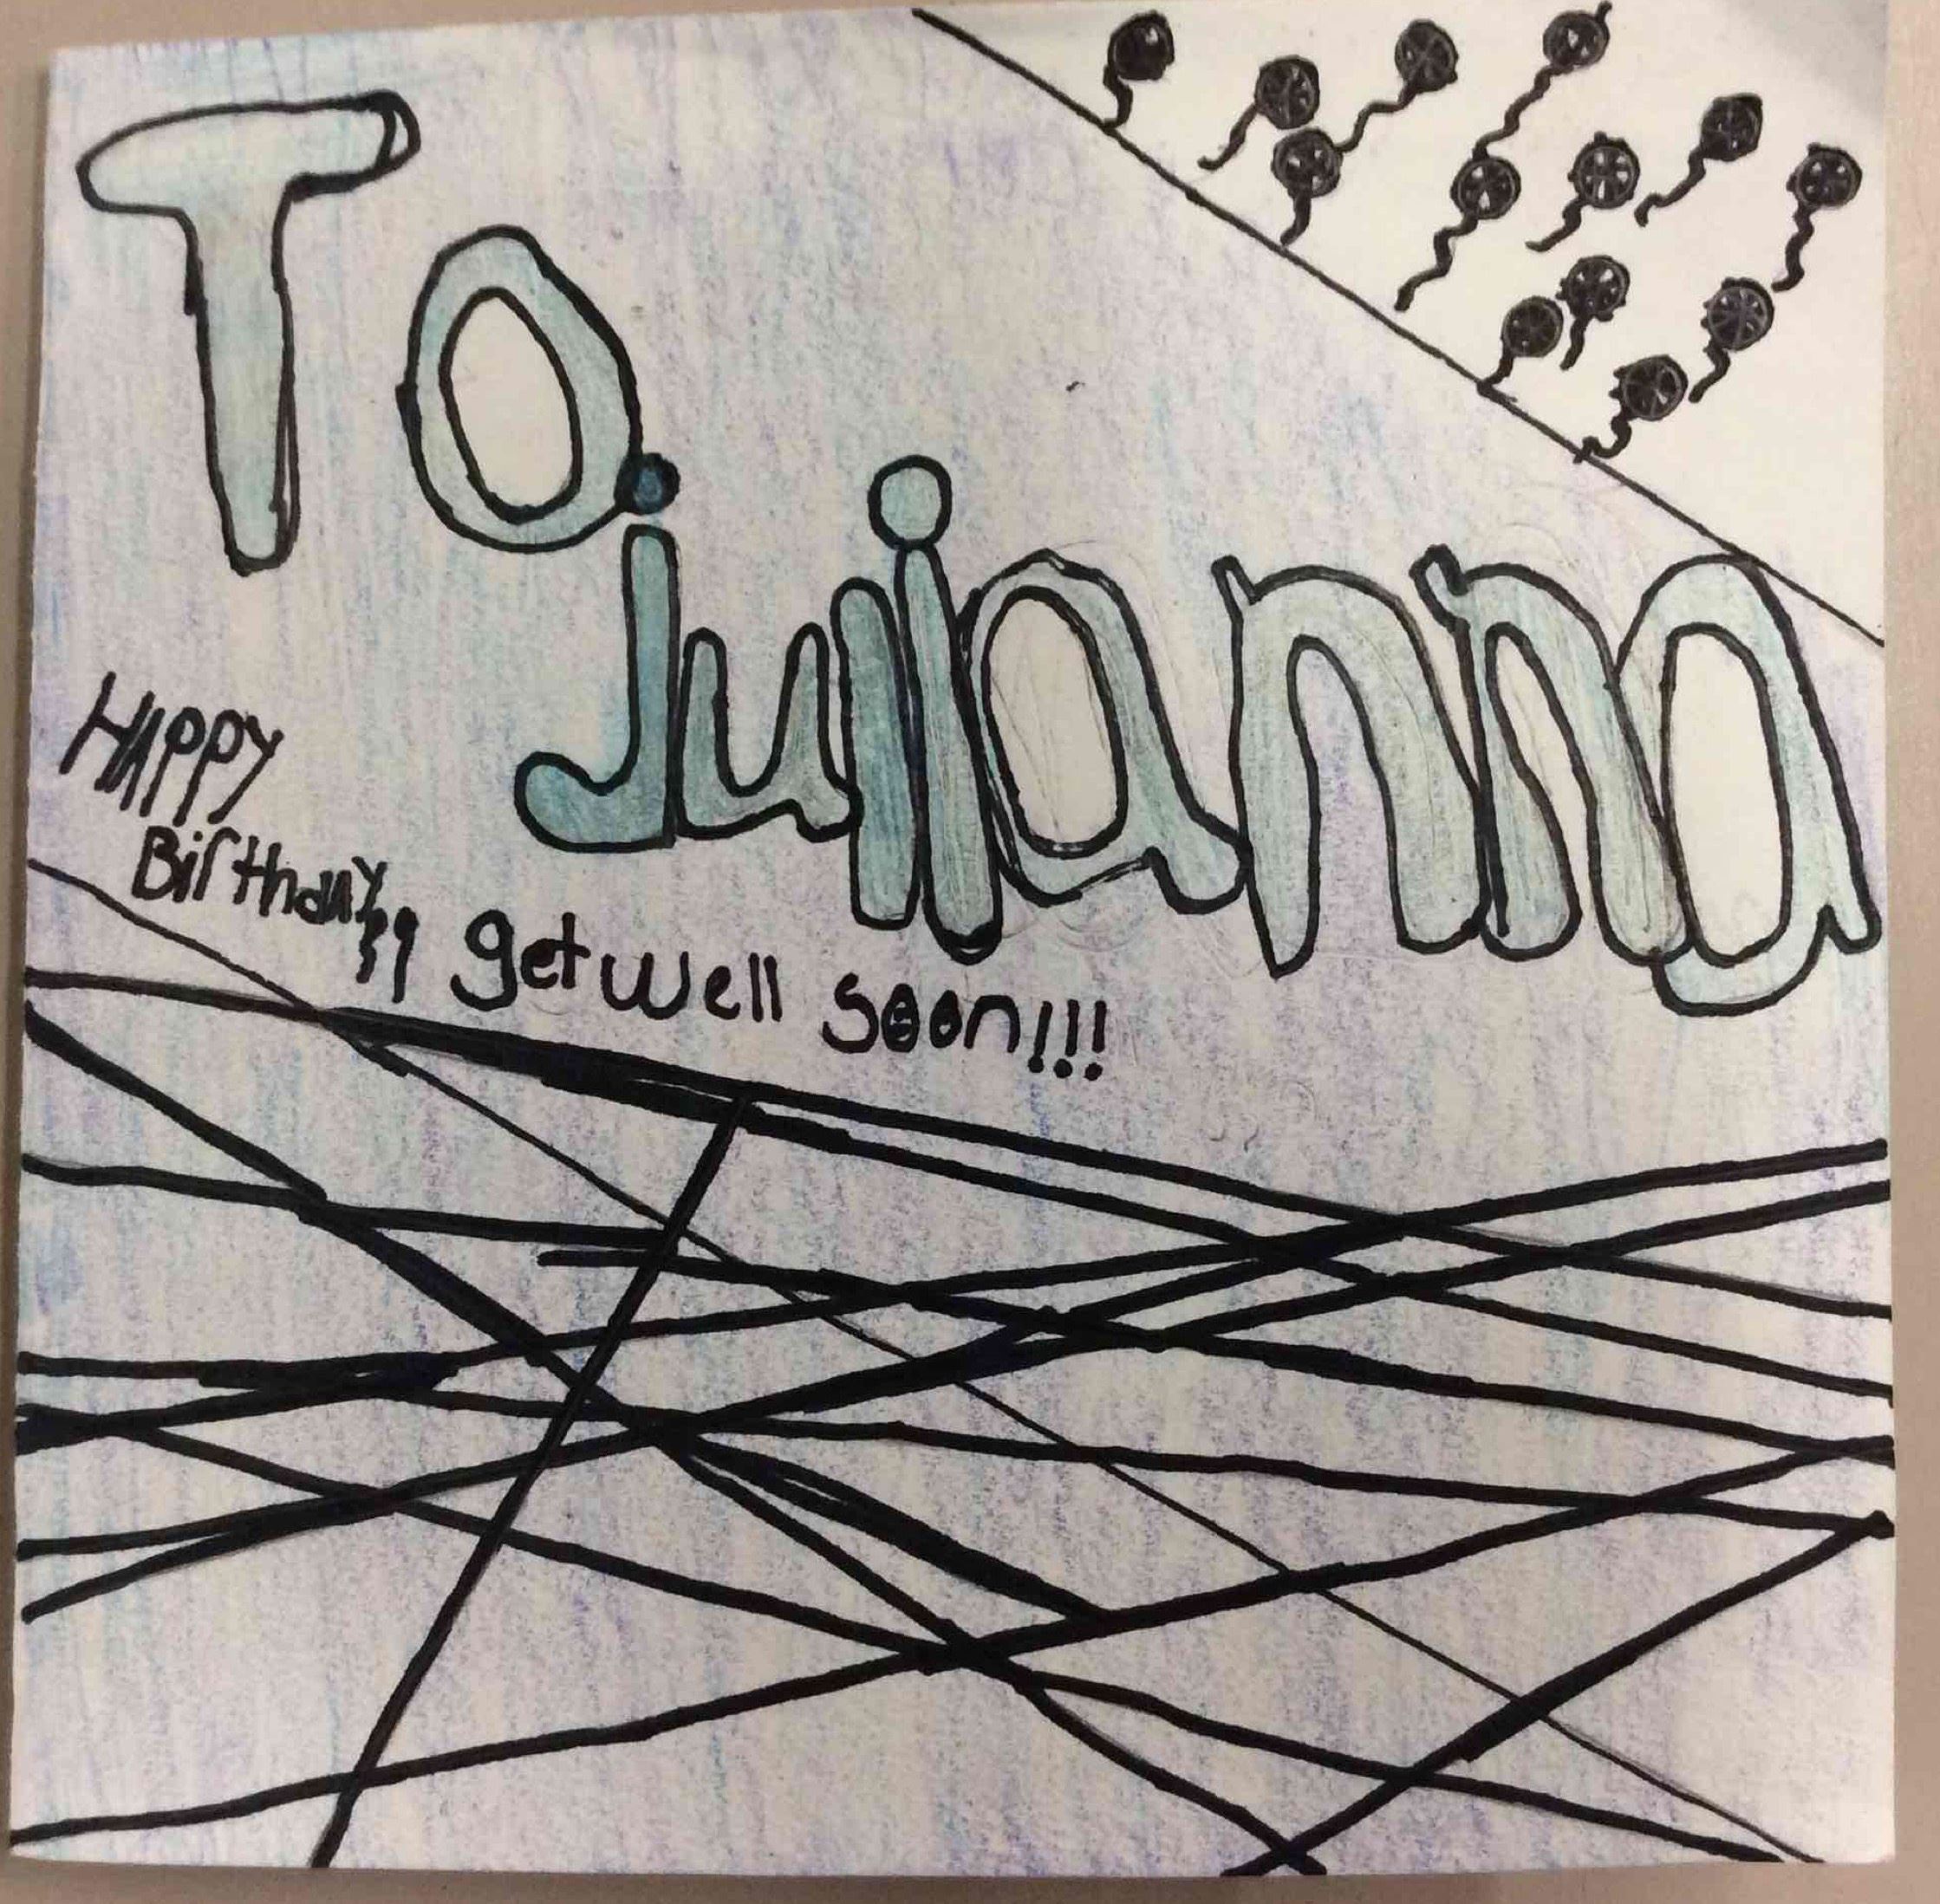 To
Julianna
HAppy
Birthday,, get well soon!!!